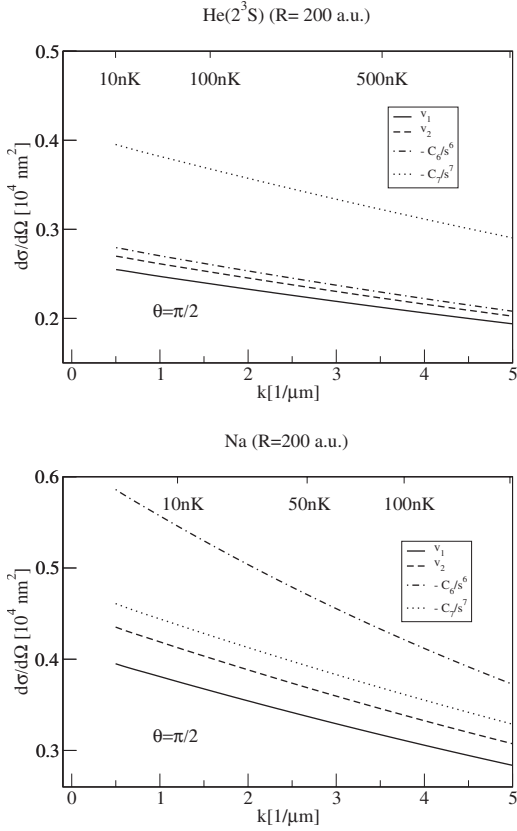 He(2³S) (R= 200 a.u.)
0.5
10nK 100nK 500nK
v₁
v₂
- C₆/s⁶
- C₇/s⁷
0.4
0.3
0.2
dσ/dΩ [10⁴ nm²]
θ=π/2
0 1 2 3 4 5
k[1/μm]
Na (R=200 a.u.)
0.6
10nK 50nK 100nK
v₁
v₂
- C₆/s⁶
- C₇/s⁷
0.5
0.4
0.3
dσ/dΩ [10⁴ nm²]
θ=π/2
0 1 2 3 4 5
k[1/μm]